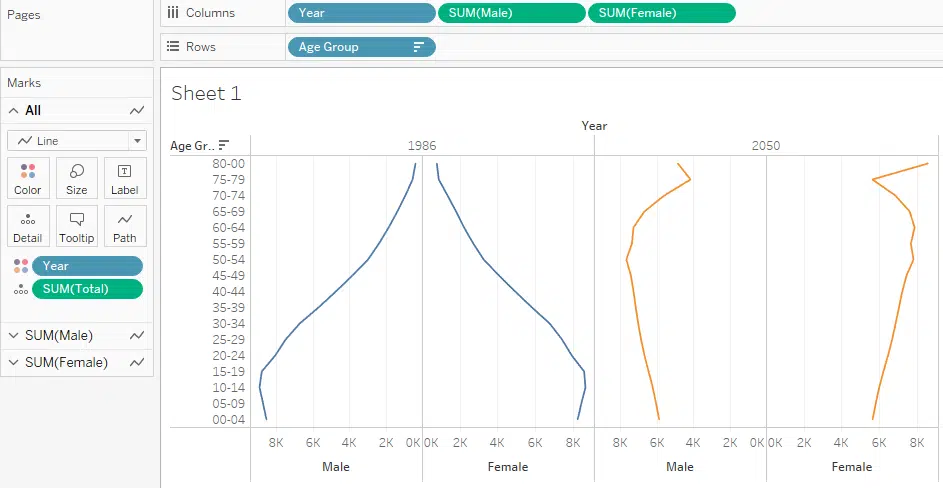 Pages
Columns
Year
SUM(Male)
SUM(Female)
Rows
Age Group
Marks
All
Line
Color
Size
Label
Detail
Tooltip
Path
Year
SUM(Total)
SUM(Male)
SUM(Female)
Sheet 1
Year
Age Gr..
1986
2050
80-00
75-79
70-74
65-69
60-64
55-59
50-54
45-49
40-44
35-39
30-34
25-29
20-24
15-19
10-14
05-09
00-04
8K 6K 4K 2K 0K 0K 2K 4K 6K 8K 8K 6K 4K 2K 0K 0K 2K 4K 6K 8K
Male Female Male Female